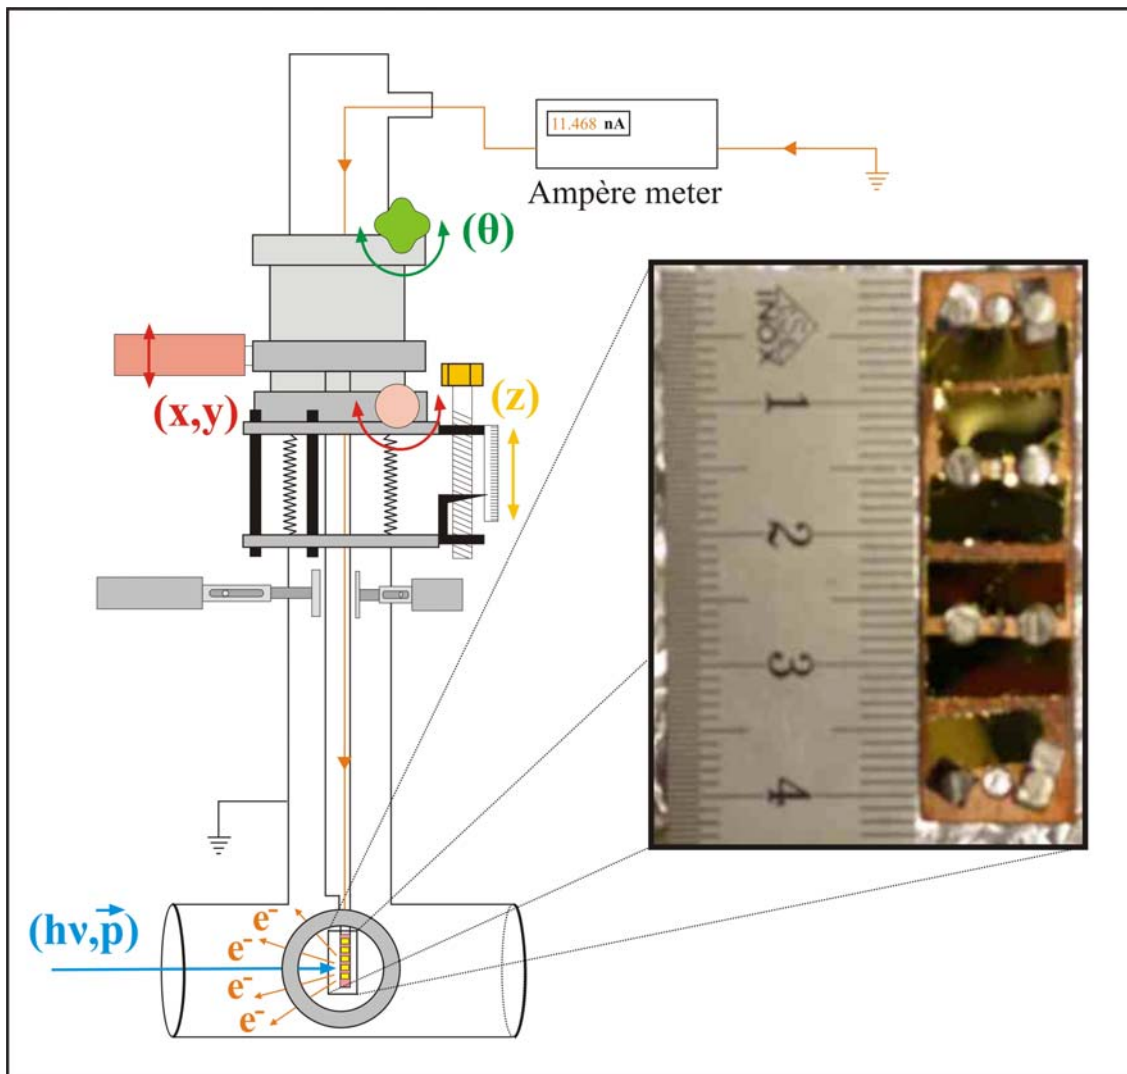 11.468 nA
Ampère meter
(θ)
(x,y)
(z)
INOX
1
2
3
4
(hν,p⃗)
e⁻
e⁻
e⁻
e⁻